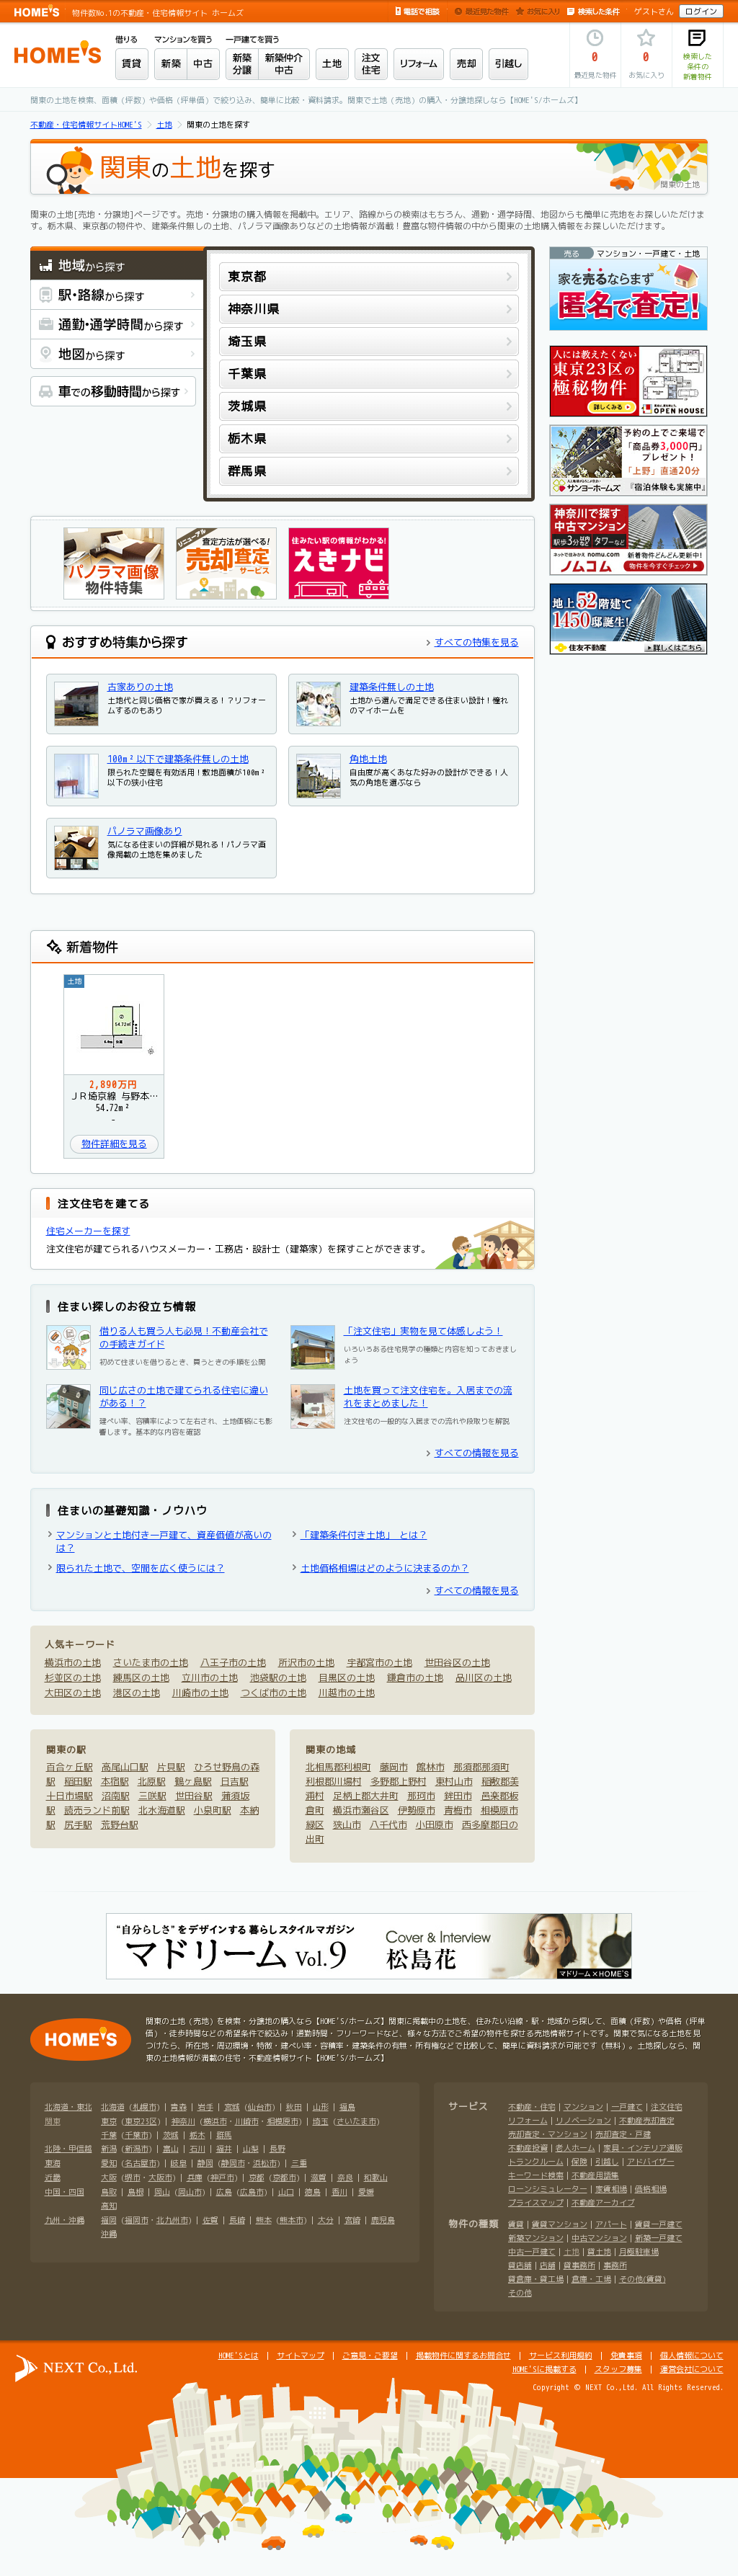 HOME'S 物件数No.1の不動産・住宅情報サイト ホームズ
電話で相談 最近見た物件 お気に入り 検索した条件 ゲストさん ログイン
HOME'S
借りる マンションを買う 一戸建てを買う
賃貸 新築 中古 新築分譲 新築仲介中古 土地 注文住宅 リフォーム 売却 引越し
0 最近見た物件
0 お気に入り
検索した条件の新着物件
関東の土地を検索、面積（坪数）や価格（坪単価）で絞り込み、簡単に比較・資料請求。関東で土地（売地）の購入・分譲地探しなら【HOME'S/ホームズ】
不動産・住宅情報サイトHOME'S > 土地 > 関東の土地を探す
関東の土地を探す
関東の土地
関東の土地[売地・分譲地]ページです。売地・分譲地の購入情報を掲載中。エリア、路線からの検索はもちろん、通勤・通学時間、地図からも簡単に売地をお探しいただけます。栃木県、東京都の物件や、建築条件無しの土地、パノラマ画像ありなどの土地情報が満載！豊富な物件情報の中から関東の土地購入情報をお探しいただけます。
地域から探す
駅・路線から探す
通勤・通学時間から探す
地図から探す
車での移動時間から探す
東京都
神奈川県
埼玉県
千葉県
茨城県
栃木県
群馬県
売る マンション・一戸建て・土地
家を売るならまず
匿名で査定!
人には教えたくない
東京23区の
極秘物件
詳しくみる
OPEN HOUSE
予約の上でご来場で
「商品券3,000円」
プレゼント！
「上野」直通20分
サンヨーホームズ
『宿泊体験も実施中』
神奈川で探す
中古マンション
駅歩3分以内 タワーなど
ネットで住みかえ nomu.com
ノムコム
新着物件どんどん更新中！
物件を今すぐチェック▶
地上52階建て
1450邸誕生!
住友不動産
▶詳しくはこちら
パノラマ画像
物件特集
リニューアル
査定方法が選べる!
売却査定
サービス
住みたい駅の情報がわかる!
えきナビ
おすすめ特集から探す
すべての特集を見る
古家ありの土地
土地代と同じ価格で家が買える！？リフォームするのもあり
建築条件無しの土地
土地から選んで満足できる住まい設計！憧れのマイホームを
100m²以下で建築条件無しの土地
限られた空間を有効活用！敷地面積が100m²以下の狭小住宅
角地土地
自由度が高くあなた好みの設計ができる！人気の角地を選ぶなら
パノラマ画像あり
気になる住まいの詳細が見れる！パノラマ画像掲載の土地を集めました
新着物件
土地
2,890万円
ＪＲ埼京線 与野本…
54.72m²
-
物件詳細を見る
注文住宅を建てる
住宅メーカーを探す
注文住宅が建てられるハウスメーカー・工務店・設計士（建築家）を探すことができます。
住まい探しのお役立ち情報
借りる人も買う人も必見！不動産会社での手続きガイド
初めて住まいを借りるとき、買うときの手順を公開
「注文住宅」実物を見て体感しよう！
いろいろある住宅見学の種類と内容を知っておきましょう
同じ広さの土地で建てられる住宅に違いがある！？
建ぺい率、容積率によって左右され、土地価格にも影響します。基本的な内容を確認
土地を買って注文住宅を。入居までの流れをまとめました！
注文住宅の一般的な入居までの流れや段取りを解説
すべての情報を見る
住まいの基礎知識・ノウハウ
マンションと土地付き一戸建て、資産価値が高いのは？
「建築条件付き土地」 とは？
限られた土地で、空間を広く使うには？
土地価格相場はどのように決まるのか？
すべての情報を見る
人気キーワード
横浜市の土地 さいたま市の土地 八王子市の土地 所沢市の土地 宇都宮市の土地 世田谷区の土地
杉並区の土地 練馬区の土地 立川市の土地 池袋駅の土地 目黒区の土地 鎌倉市の土地 品川区の土地
大田区の土地 港区の土地 川崎市の土地 つくば市の土地 川越市の土地
関東の駅
百合ヶ丘駅 高尾山口駅 片貝駅 ひろせ野鳥の森駅 稲田駅 本宿駅 北原駅 鶴ヶ島駅 日吉駅
十日市場駅 沼南駅 三咲駅 世田谷駅 蒲須坂駅 読売ランド前駅 北水海道駅 小泉町駅 本納駅 尻手駅 荒野台駅
関東の地域
北相馬郡利根町 藤岡市 館林市 那須郡那須町
利根郡川場村 多野郡上野村 東村山市 稲敷郡美浦村 足柄上郡大井町 那珂市 鉾田市 邑楽郡板倉町 横浜市瀬谷区 伊勢原市 青梅市 相模原市緑区 狭山市 八千代市 小田原市 西多摩郡日の出町
“自分らしさ”をデザインする暮らしスタイルマガジン
マドリーム Vol.9
Cover & Interview
松島花
マドリーム×HOME'S
HOME'S
関東の土地（売地）を検索・分譲地の購入なら【HOME'S/ホームズ】関東に掲載中の土地を、住みたい沿線・駅・地域から探して、面積（坪数）や価格（坪単価）・徒歩時間などの希望条件で絞込み！通勤時間・フリーワードなど、様々な方法でご希望の物件を探せる売地情報サイトです。関東で気になる土地を見つけたら、所在地・周辺環境・特徴・建ぺい率・容積率・建築条件の有無・所有権などで比較して、簡単に資料請求が可能です（無料）。土地探しなら、関東の土地情報が満載の住宅・不動産情報サイト【HOME'S/ホームズ】
北海道・東北 北海道（札幌市）| 青森 | 岩手 | 宮城（仙台市）| 秋田 | 山形 | 福島
関東 東京（東京23区）| 神奈川（横浜市・川崎市・相模原市）| 埼玉（さいたま市）
千葉（千葉市）| 茨城 | 栃木 | 群馬
北陸・甲信越 新潟（新潟市）| 富山 | 石川 | 福井 | 山梨 | 長野
東海 愛知（名古屋市）| 岐阜 | 静岡（静岡市・浜松市）| 三重
近畿 大阪（堺市・大阪市）| 兵庫（神戸市）| 京都（京都市）| 滋賀 | 奈良 | 和歌山
中国・四国 鳥取 | 島根 | 岡山（岡山市）| 広島（広島市）| 山口 | 徳島 | 香川 | 愛媛
高知
九州・沖縄 福岡（福岡市・北九州市）| 佐賀 | 長崎 | 熊本（熊本市）| 大分 | 宮崎 | 鹿児島
沖縄
サービス
不動産・住宅 | マンション | 一戸建て | 注文住宅
リフォーム | リノベーション | 不動産売却査定
売却査定・マンション | 売却査定・戸建
不動産投資 | 老人ホーム | 家具・インテリア通販
トランクルーム | 保険 | 引越し | アドバイザー
キーワード検索 | 不動産用語集
ローンシミュレーター | 家賃相場 | 価格相場
プライスマップ | 不動産アーカイブ
物件の種類
賃貸 | 賃貸マンション | アパート | 賃貸一戸建て
新築マンション | 中古マンション | 新築一戸建て
中古一戸建て | 土地 | 貸土地 | 月極駐車場
貸店舗 | 店舗 | 貸事務所 | 事務所
貸倉庫・貸工場 | 倉庫・工場 | その他(賃貸)
その他
NEXT Co.,Ltd.
HOME'Sとは | サイトマップ | ご意見・ご要望 | 掲載物件に関するお問合せ | サービス利用規約 | 免責事項 | 個人情報について
HOME'Sに掲載する | スタッフ募集 | 運営会社について
Copyright © NEXT Co.,Ltd. All Rights Reserved.